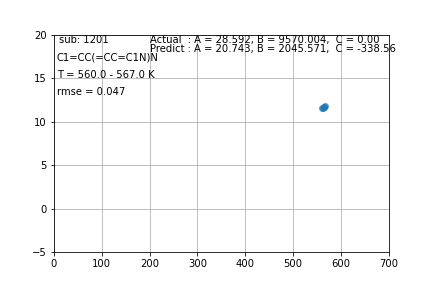 sub: 1201
Actual : A = 28.592, B = 9570.004, C = 0.00
Predict : A = 20.743, B = 2045.571, C = -338.56
C1=CC(=CC=C1N)N
T = 560.0 - 567.0 K
rmse = 0.047
20
15
10
5
0
−5
0 100 200 300 400 500 600 700